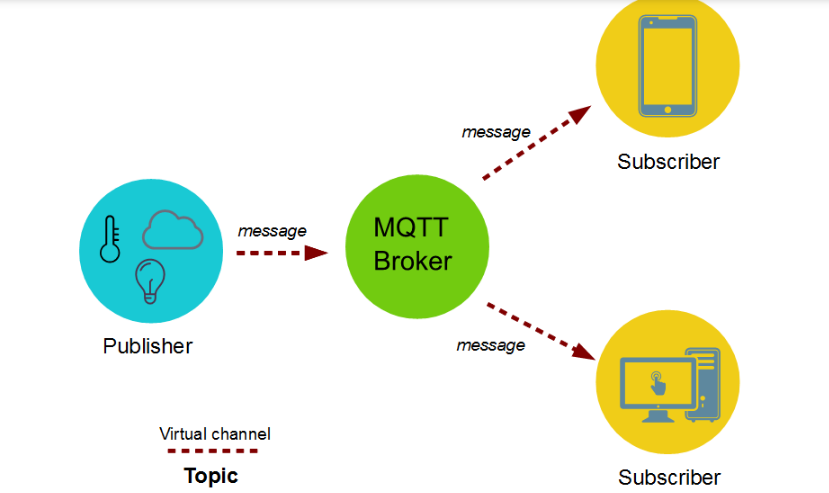 message
Subscriber
message
MQTT
Broker
Publisher
message
Virtual channel
Topic
Subscriber